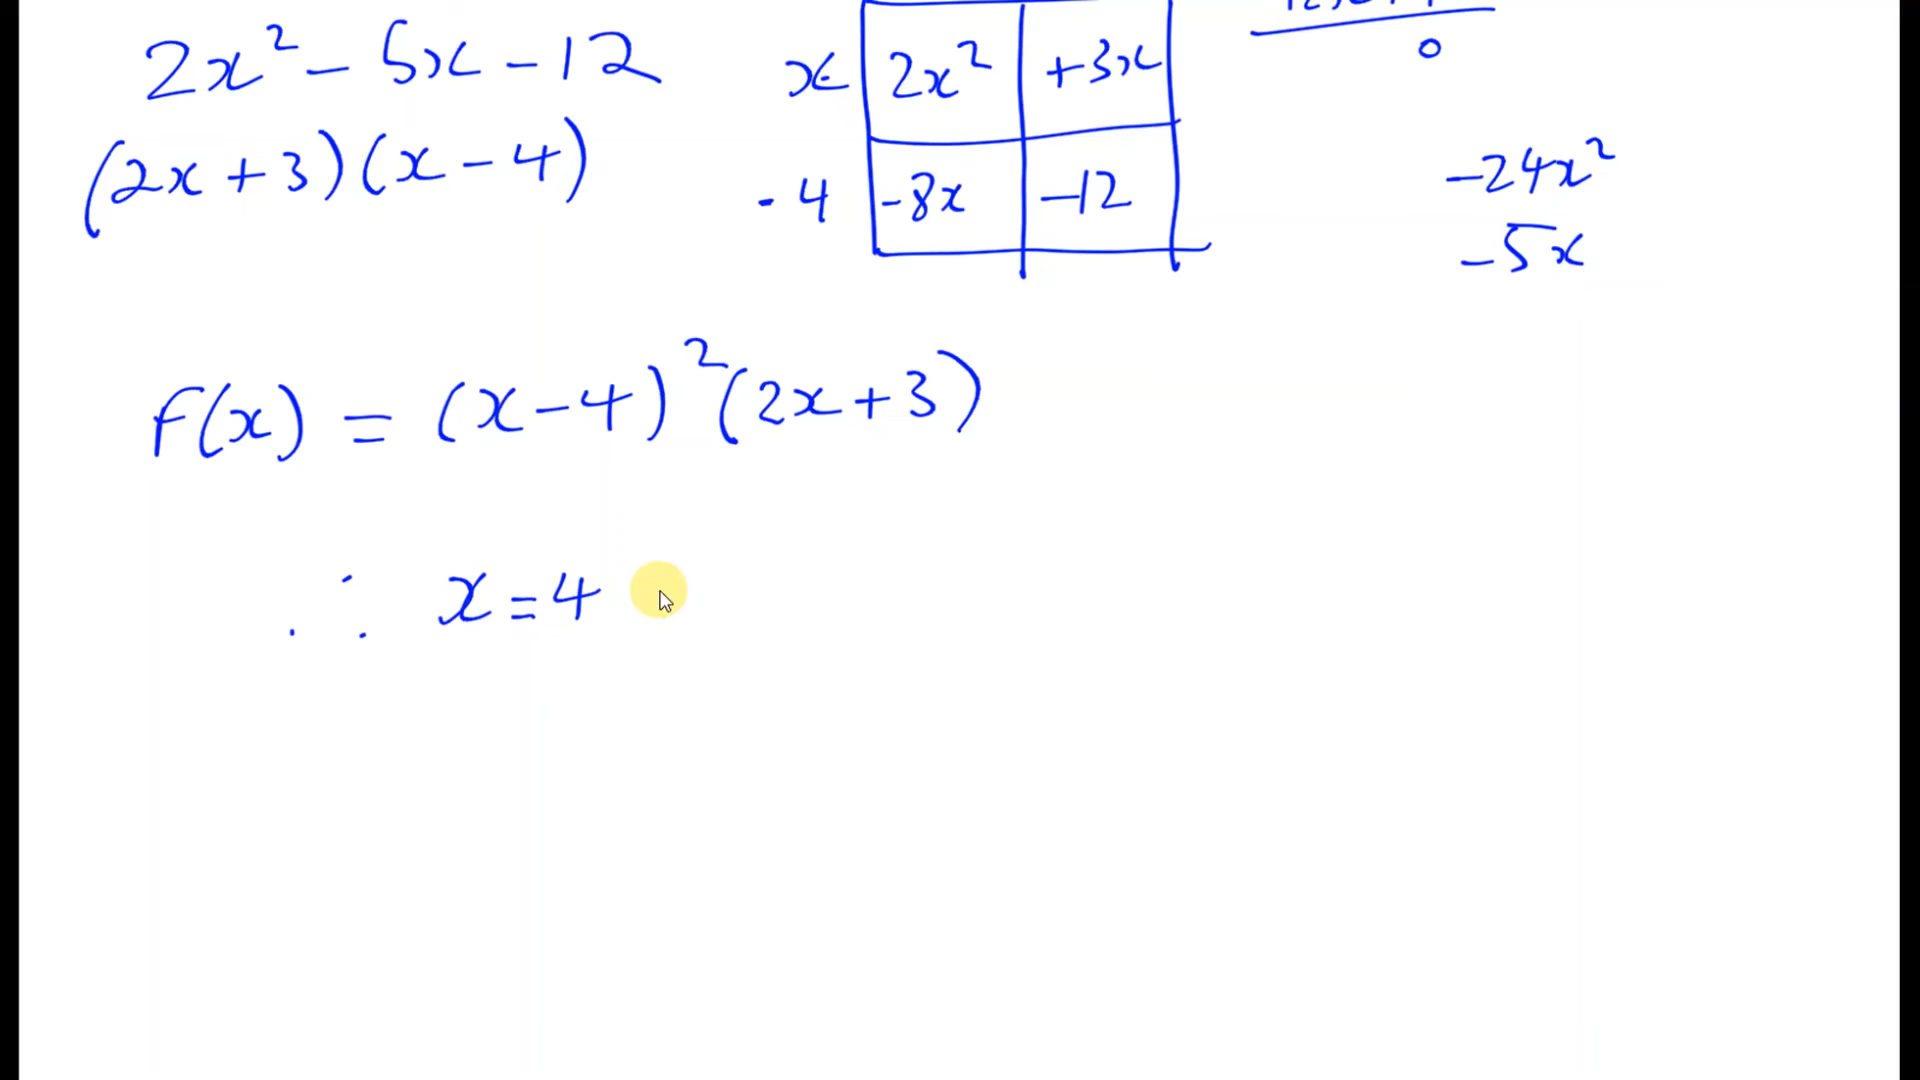 2x² - 5x - 12
(2x + 3)(x - 4)
x 2x² +3x
-4 -8x -12
0
-24x²
-5x
f(x) = (x-4)²(2x+3)
∴ x = 4